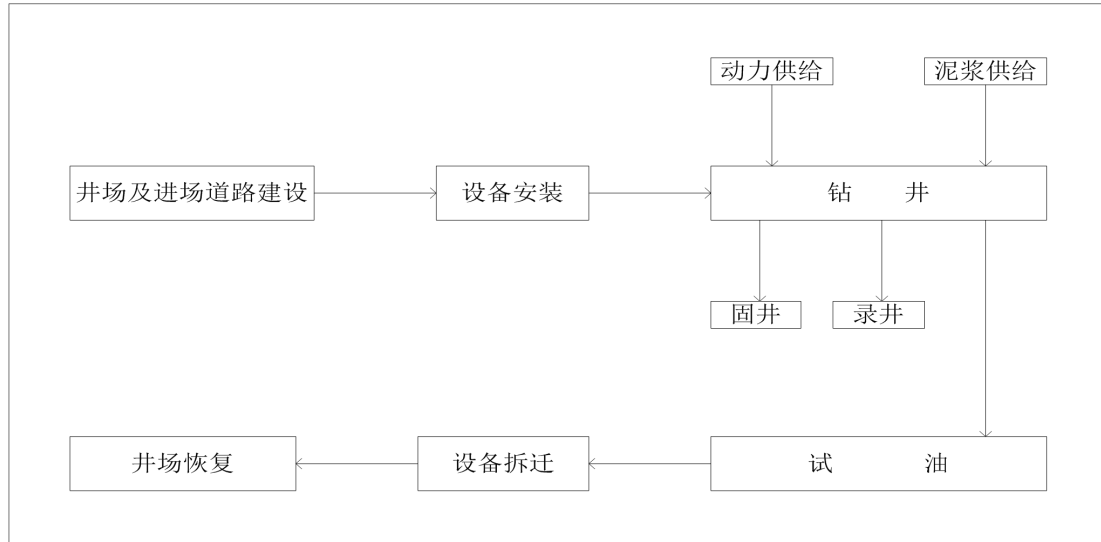 动力供给
泥浆供给
井场及进场道路建设
设备安装
钻 井
固井
录井
井场恢复
设备拆迁
试 油